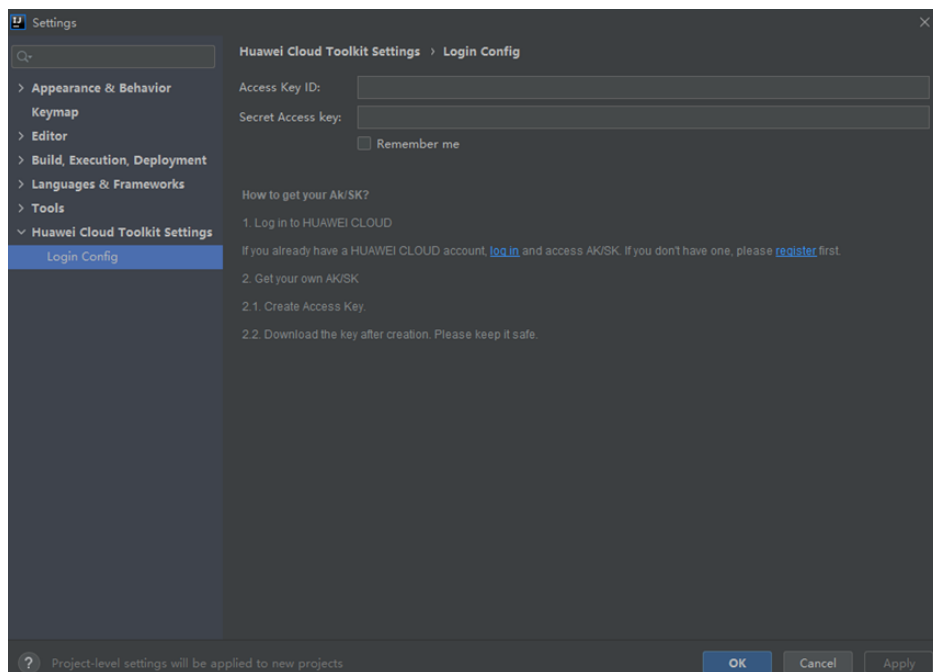 Settings
Huawei Cloud Toolkit Settings › Login Config
Appearance & Behavior
Keymap
Editor
Build, Execution, Deployment
Languages & Frameworks
Tools
Huawei Cloud Toolkit Settings
Login Config
Access Key ID:
Secret Access key:
Remember me
How to get your Ak/SK?
1. Log in to HUAWEI CLOUD
If you already have a HUAWEI CLOUD account, log in and access AK/SK. If you don't have one, please register first.
2. Get your own AK/SK
2.1. Create Access Key.
2.2. Download the key after creation. Please keep it safe.
? Project-level settings will be applied to new projects
OK
Cancel
Apply